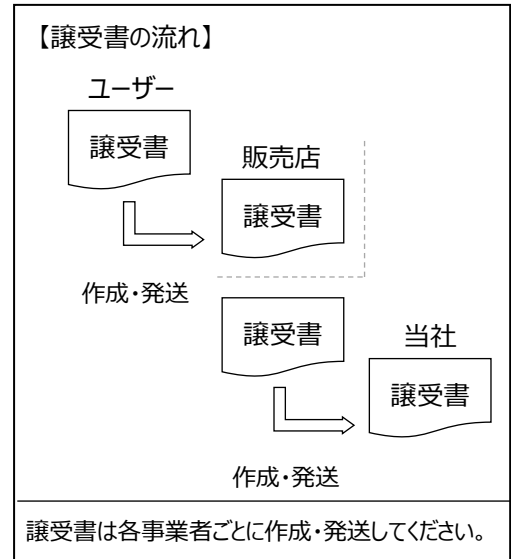 【譲受書の流れ】
ユーザー
譲受書
販売店
譲受書
作成・発送
譲受書
当社
譲受書
作成・発送
譲受書は各事業者ごとに作成・発送してください。